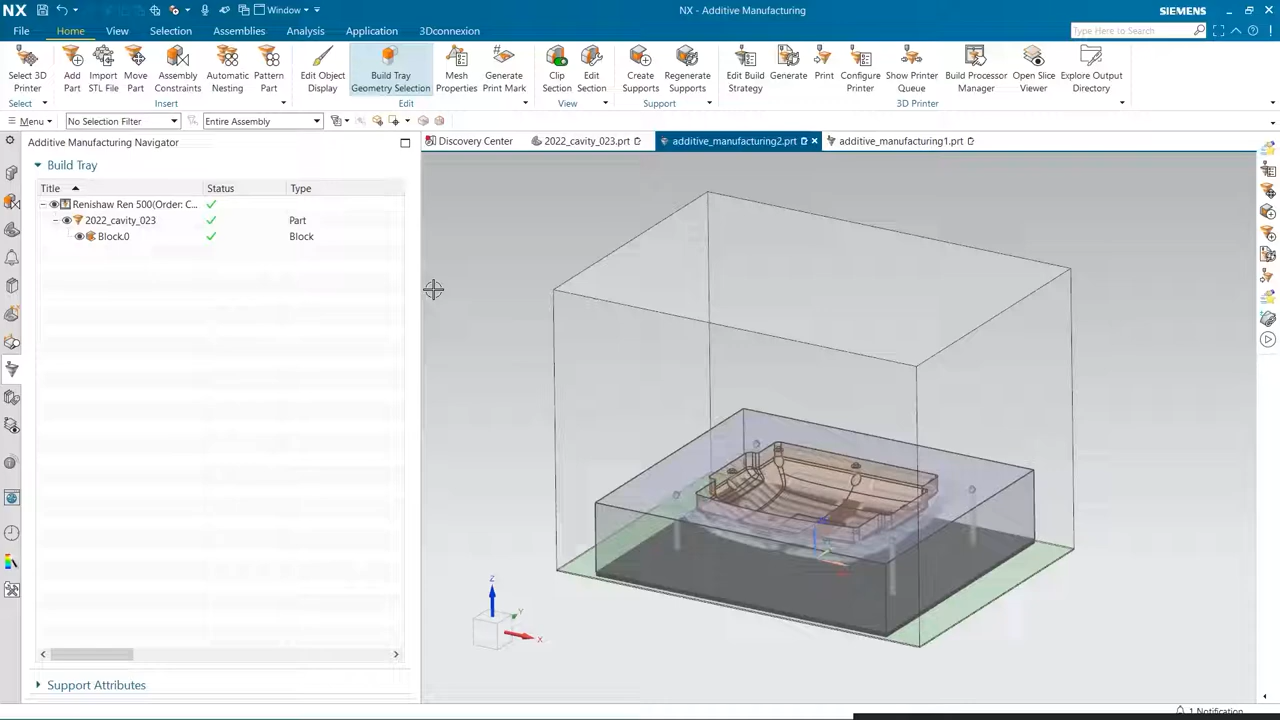 NX
Window
NX - Additive Manufacturing
SIEMENS
File Home View Selection Assemblies Analysis Application 3Dconnexion
Type Here to Search
Select 3D Printer
Add Part
Import STL File
Move Part
Assembly Constraints
Automatic Nesting
Pattern Part
Edit Object Display
Build Tray Geometry Selection
Mesh Properties
Generate Print Mark
Clip Section
Edit Section
Create Supports
Regenerate Supports
Edit Build Strategy
Generate
Print
Configure Printer
Show Printer Queue
Build Processor Manager
Open Slice Viewer
Explore Output Directory
Select Insert Edit View Support 3D Printer
Menu No Selection Filter Entire Assembly
Additive Manufacturing Navigator
Discovery Center 2022_cavity_023.prt additive_manufacturing2.prt additive_manufacturing1.prt
Build Tray
Title Status Type
Renishaw Ren 500(Order: C...
2022_cavity_023 Part
Block.0 Block
Z
Y
X
Support Attributes
1 Notification